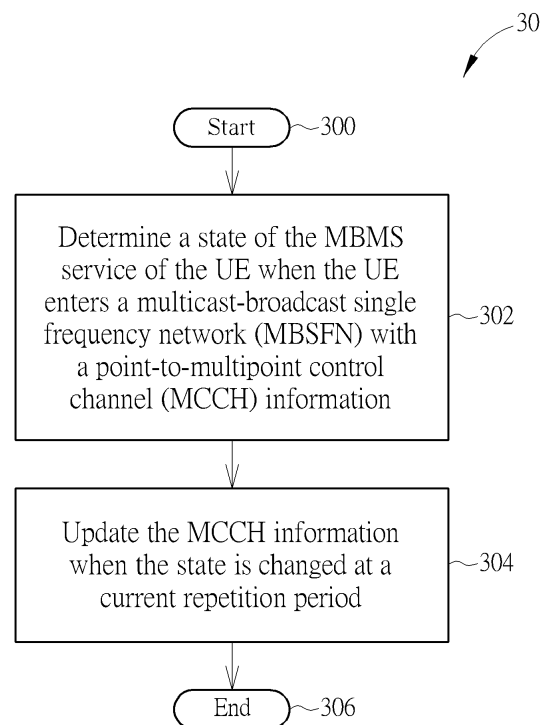 30
Start
300
Determine a state of the MBMS
service of the UE when the UE
enters a multicast-broadcast single
frequency network (MBSFN) with
a point-to-multipoint control
channel (MCCH) information
302
Update the MCCH information
when the state is changed at a
current repetition period
304
End
306